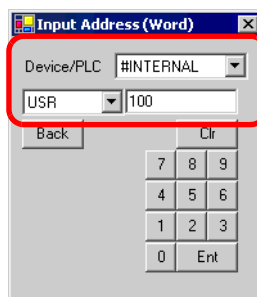 Input Address (Word)
Device/PLC #INTERNAL
USR 100
Back Clr
7 8 9
4 5 6
1 2 3
0 Ent